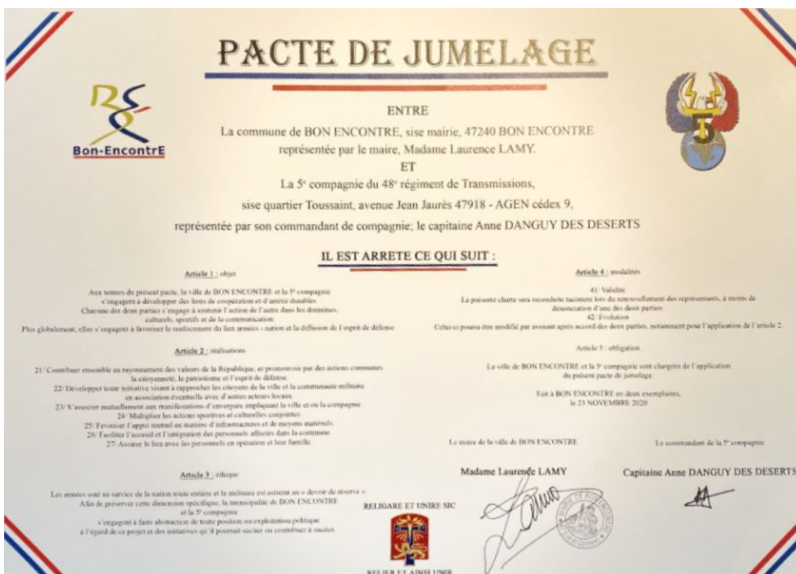 PACTE DE JUMELAGE
Bon-EncontrE
5
ENTRE
La commune de BON ENCONTRE, sise mairie, 47240 BON ENCONTRE
représentée par le maire, Madame Laurence LAMY.
ET
La 5e compagnie du 48e régiment de Transmissions,
sise quartier Toussaint, avenue Jean Jaurès 47918 - AGEN cédex 9,
représentée par son commandant de compagnie; le capitaine Anne DANGUY DES DESERTS
IL EST ARRETE CE QUI SUIT :
Article 1 : objet
Aux termes du présent pacte, la ville de BON ENCONTRE et la 5e compagnie
s'engagent à développer des liens de coopération et d'amitié durables.
Chacune des deux parties s'engage à soutenir l'action de l'autre dans les domaines,
culturels, sportifs et de la communication.
Plus globalement, elles s'engagent à favoriser le renforcement du lien armées - nation et la diffusion de l'esprit de défense.
Article 2 : réalisations
21/ Contribuer ensemble au rayonnement des valeurs de la République, et promouvoir par des actions communes
la citoyenneté, le patriotisme et l'esprit de défense.
22/ Développer toute initiative visant à rapprocher les citoyens de la ville et la communauté militaire
en association éventuelle avec d'autres acteurs locaux.
23/ S'associer mutuellement aux manifestations d'envergure impliquant la ville et/ou la compagnie.
24/ Multiplier les actions sportives et culturelles conjointes.
25/ Favoriser l'appui mutuel en matière d'infrastructures et de moyens matériels.
26/ Faciliter l'accueil et l'intégration des personnels affectés dans la commune.
27/ Assurer le lien avec les personnels en opération et leur famille.
Article 3 : éthique
Les armées sont au service de la nation toute entière et le militaire est astreint au « devoir de réserve ».
Afin de préserver cette dimension spécifique, la municipalité de BON ENCONTRE
et la 5e compagnie
s'engagent à faire abstraction de toute position ou exploitation politique
à l'égard de ce projet et des initiatives qu'il pourrait susciter ou contribuer à susciter.
Article 4 : modalités
41/ Validité
La présente charte sera reconduite tacitement lors du renouvellement des représentants, à moins de
dénonciation d'une des deux parties.
42/ Evolution
Celui-ci pourra être modifié par avenant après accord des deux parties, notamment pour l'application de l'article 2.
Article 5 : obligation
La ville de BON ENCONTRE et la 5e compagnie sont chargées de l'application
du présent pacte de jumelage.
Fait à BON ENCONTRE en deux exemplaires,
le 23 NOVEMBRE 2020
Le maire de la ville de BON ENCONTRE
Le commandant de la 5e compagnie
Madame Laurence LAMY
Capitaine Anne DANGUY DES DESERTS
RELIGARE ET UNIRE SIC
RELIER ET AINSI UNIR